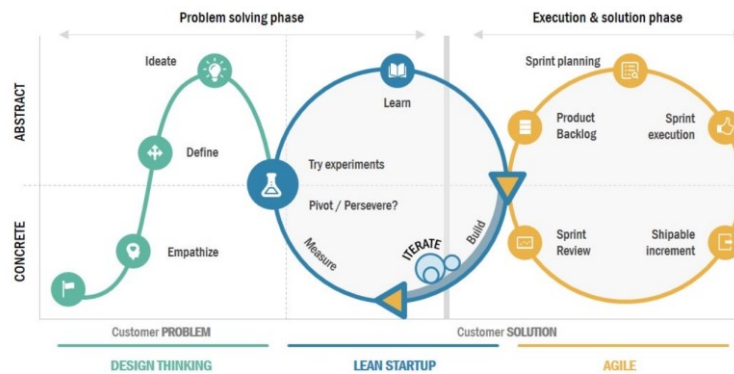 Problem solving phase
Execution & solution phase
ABSTRACT
CONCRETE
Ideate
Define
Empathize
Learn
Try experiments
Pivot / Persevere?
Measure
ITERATE
Build
Sprint planning
Product
Backlog
Sprint
execution
Sprint
Review
Shipable
increment
Customer PROBLEM
Customer SOLUTION
DESIGN THINKING
LEAN STARTUP
AGILE